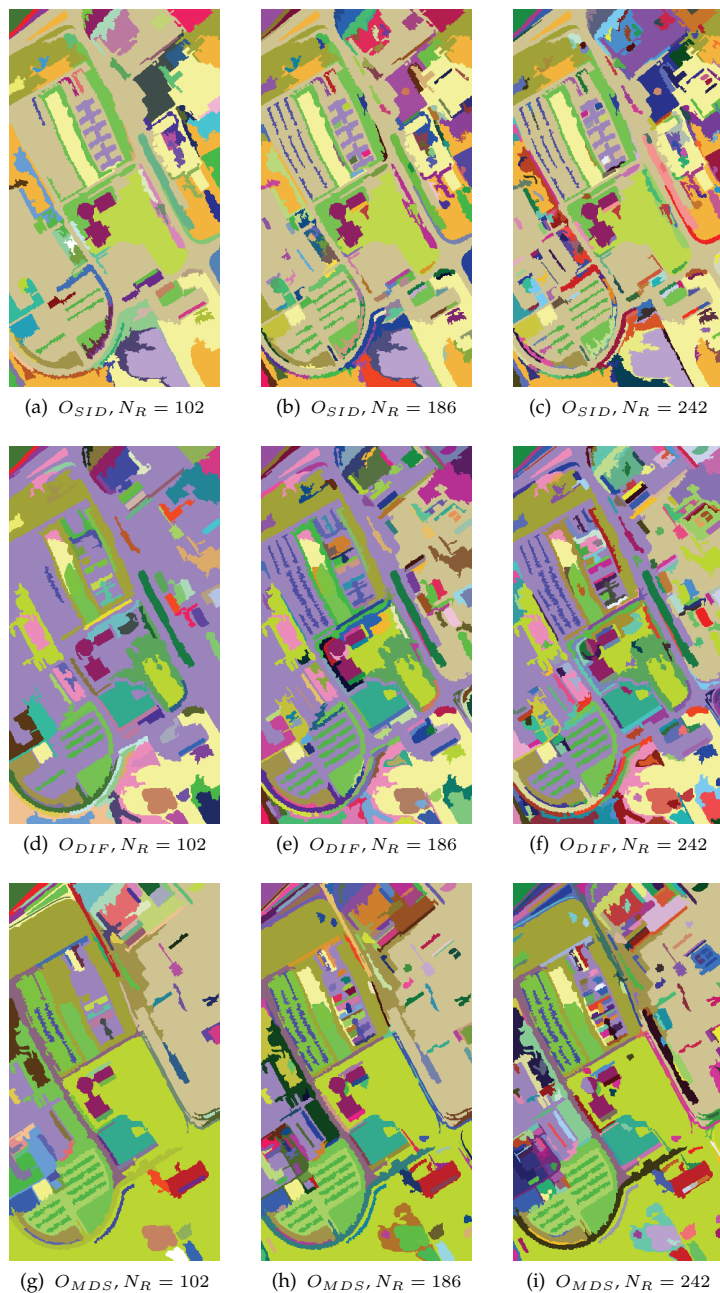 (a) O_SID, N_R = 102 (b) O_SID, N_R = 186 (c) O_SID, N_R = 242
(d) O_DIF, N_R = 102 (e) O_DIF, N_R = 186 (f) O_DIF, N_R = 242
(g) O_MDS, N_R = 102 (h) O_MDS, N_R = 186 (i) O_MDS, N_R = 242